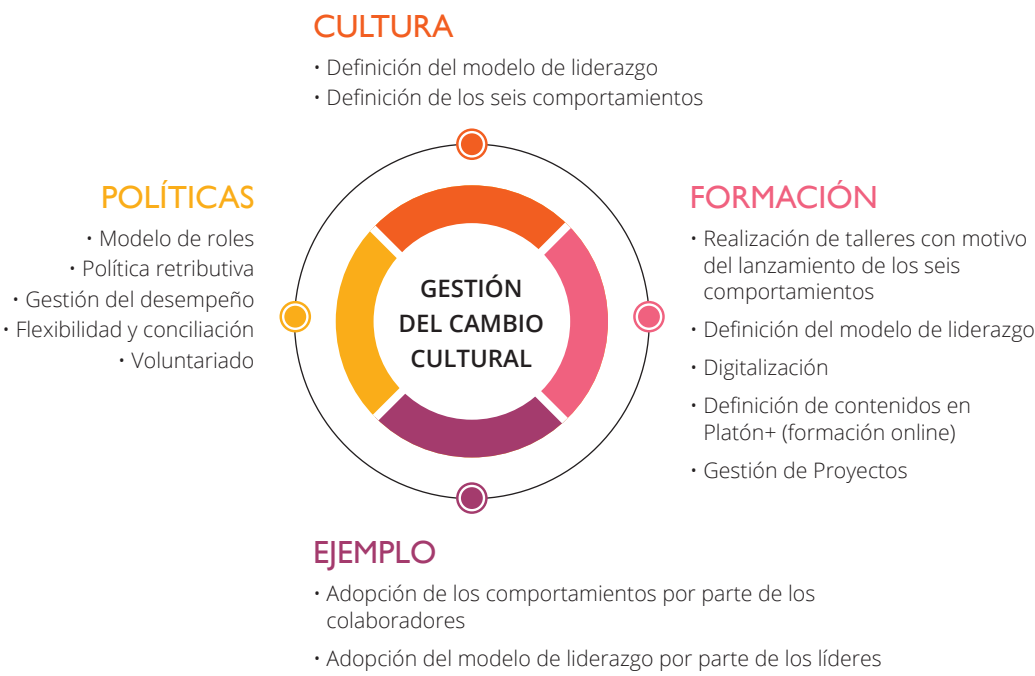 CULTURA
· Definición del modelo de liderazgo
· Definición de los seis comportamientos
POLÍTICAS
· Modelo de roles
· Política retributiva
· Gestión del desempeño
· Flexibilidad y conciliación
· Voluntariado
GESTIÓN
DEL CAMBIO
CULTURAL
FORMACIÓN
· Realización de talleres con motivo
del lanzamiento de los seis
comportamientos
· Definición del modelo de liderazgo
· Digitalización
· Definición de contenidos en
Platón+ (formación online)
· Gestión de Proyectos
EJEMPLO
· Adopción de los comportamientos por parte de los
colaboradores
· Adopción del modelo de liderazgo por parte de los líderes